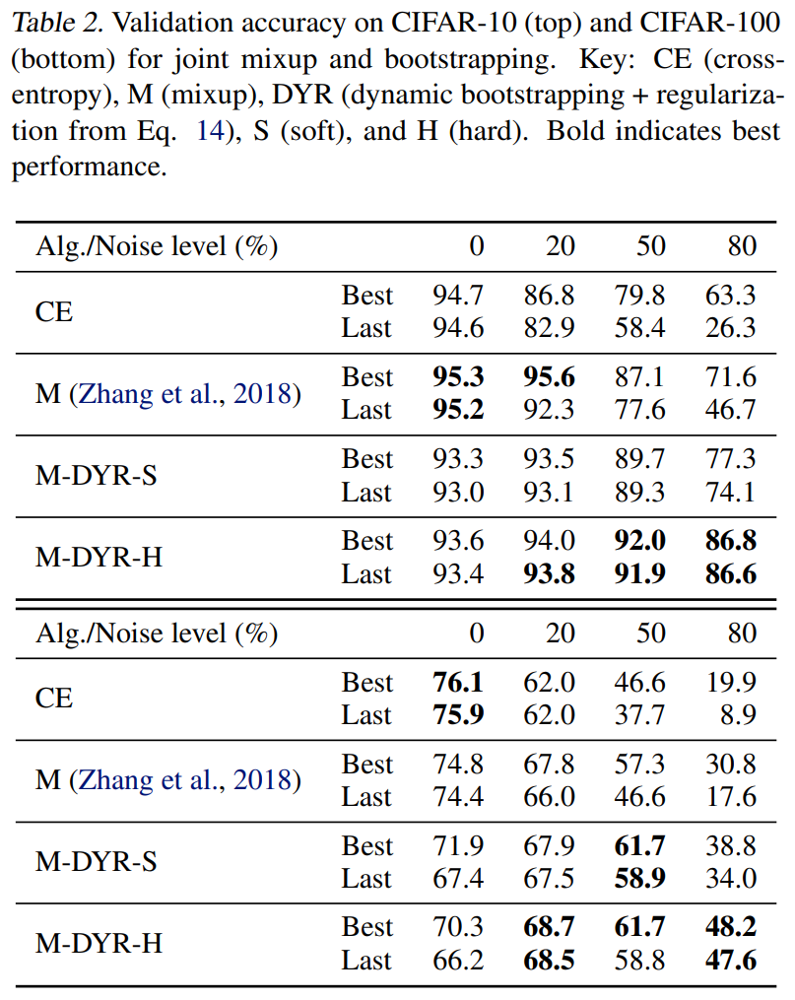 Table 2. Validation accuracy on CIFAR-10 (top) and CIFAR-100
(bottom) for joint mixup and bootstrapping. Key: CE (cross-
entropy), M (mixup), DYR (dynamic bootstrapping + regulariza-
tion from Eq. 14), S (soft), and H (hard). Bold indicates best
performance.
Alg./Noise level (%) 0 20 50 80
CE
Best 94.7 86.8 79.8 63.3
Last 94.6 82.9 58.4 26.3
M (Zhang et al., 2018)
Best 95.3 95.6 87.1 71.6
Last 95.2 92.3 77.6 46.7
M-DYR-S
Best 93.3 93.5 89.7 77.3
Last 93.0 93.1 89.3 74.1
M-DYR-H
Best 93.6 94.0 92.0 86.8
Last 93.4 93.8 91.9 86.6
Alg./Noise level (%) 0 20 50 80
CE
Best 76.1 62.0 46.6 19.9
Last 75.9 62.0 37.7 8.9
M (Zhang et al., 2018)
Best 74.8 67.8 57.3 30.8
Last 74.4 66.0 46.6 17.6
M-DYR-S
Best 71.9 67.9 61.7 38.8
Last 67.4 67.5 58.9 34.0
M-DYR-H
Best 70.3 68.7 61.7 48.2
Last 66.2 68.5 58.8 47.6